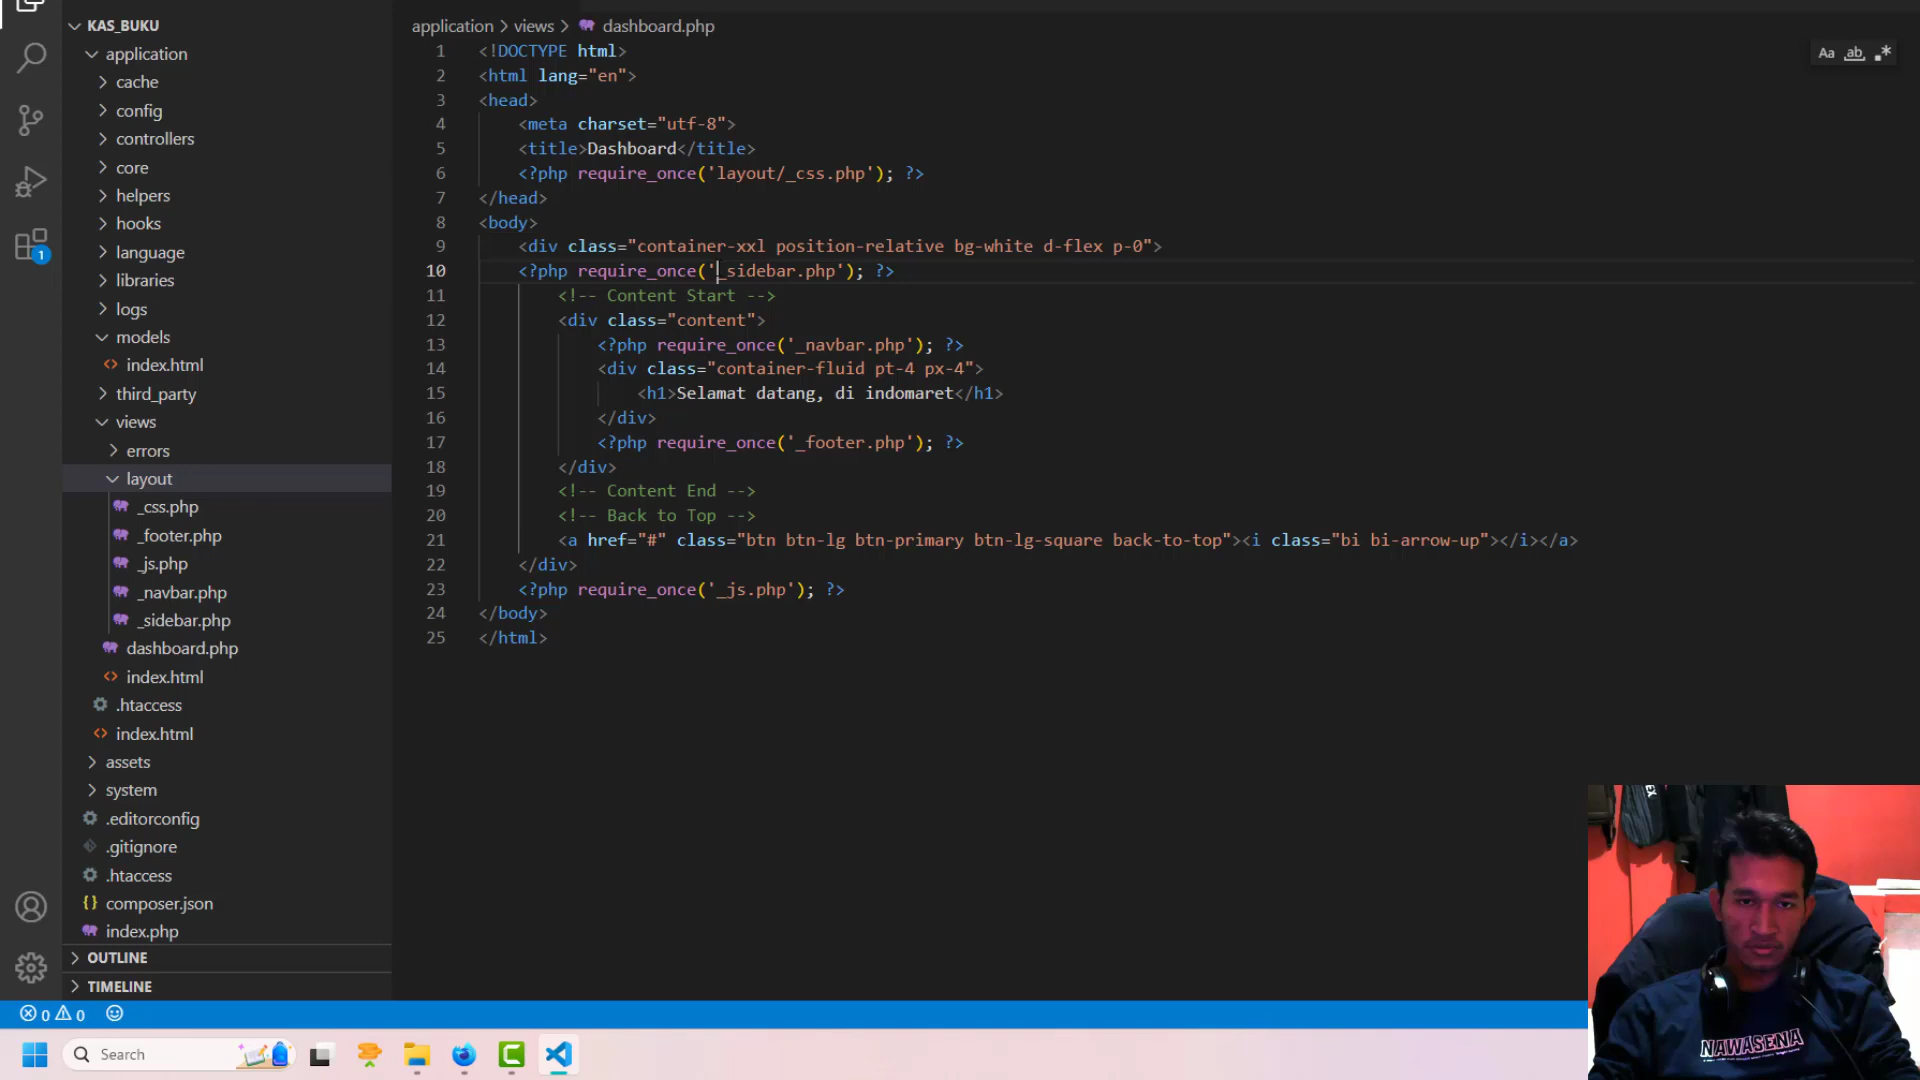 KAS_BUKU
application
cache
config
controllers
core
helpers
hooks
language
libraries
logs
models
index.html
third_party
views
errors
layout
_css.php
_footer.php
_js.php
_navbar.php
_sidebar.php
dashboard.php
index.html
.htaccess
index.html
assets
system
.editorconfig
.gitignore
.htaccess
composer.json
index.php
OUTLINE
TIMELINE
1
application > views > dashboard.php
Aa ab
1 <!DOCTYPE html>
2 <html lang="en">
3 <head>
4 <meta charset="utf-8">
5 <title>Dashboard</title>
6 <?php require_once('layout/_css.php'); ?>
7 </head>
8 <body>
9 <div class="container-xxl position-relative bg-white d-flex p-0">
10 <?php require_once('_sidebar.php'); ?>
11 <!-- Content Start -->
12 <div class="content">
13 <?php require_once('_navbar.php'); ?>
14 <div class="container-fluid pt-4 px-4">
15 <h1>Selamat datang, di indomaret</h1>
16 </div>
17 <?php require_once('_footer.php'); ?>
18 </div>
19 <!-- Content End -->
20 <!-- Back to Top -->
21 <a href="#" class="btn btn-lg btn-primary btn-lg-square back-to-top"><i class="bi bi-arrow-up"></i></a>
22 </div>
23 <?php require_once('_js.php'); ?>
24 </body>
25 </html>
0 0
Search
NAWASENA